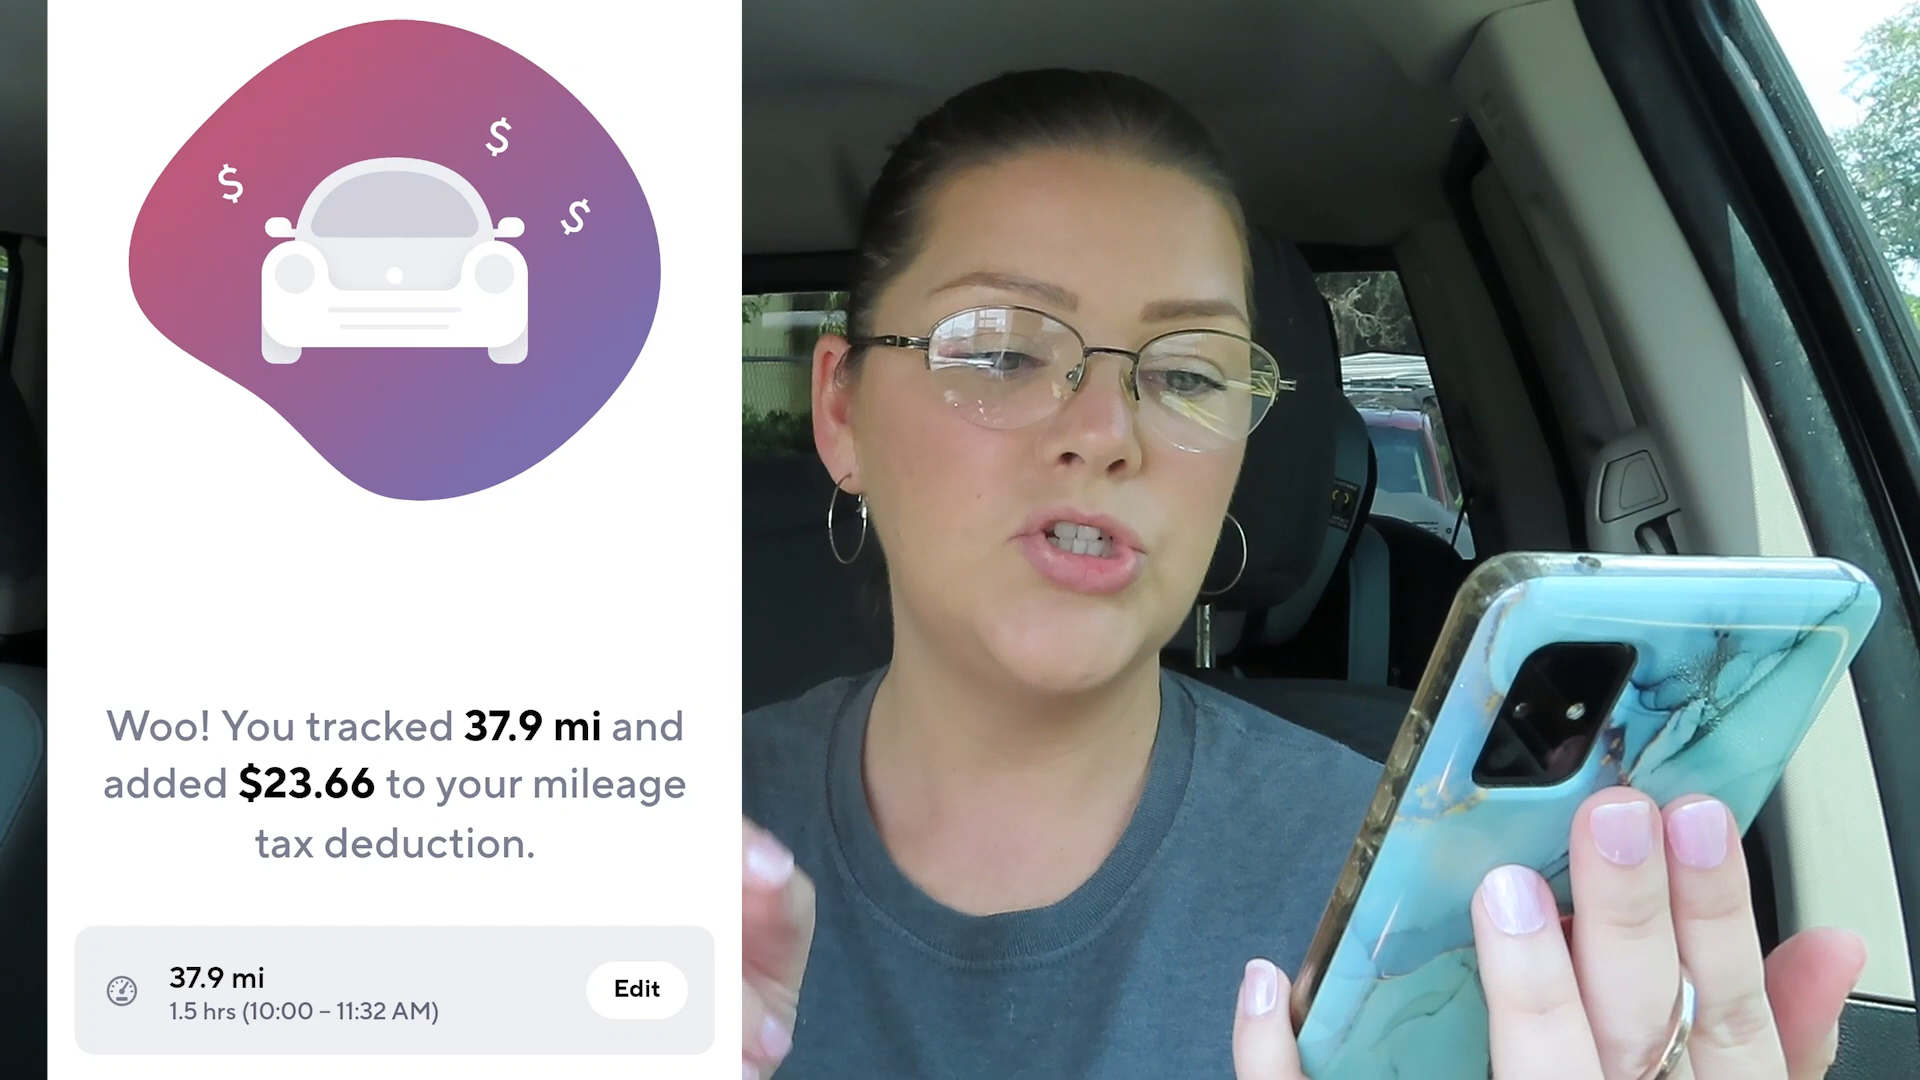 $
$
$
Woo! You tracked 37.9 mi and
added $23.66 to your mileage
tax deduction.
37.9 mi
1.5 hrs (10:00 – 11:32 AM)
Edit